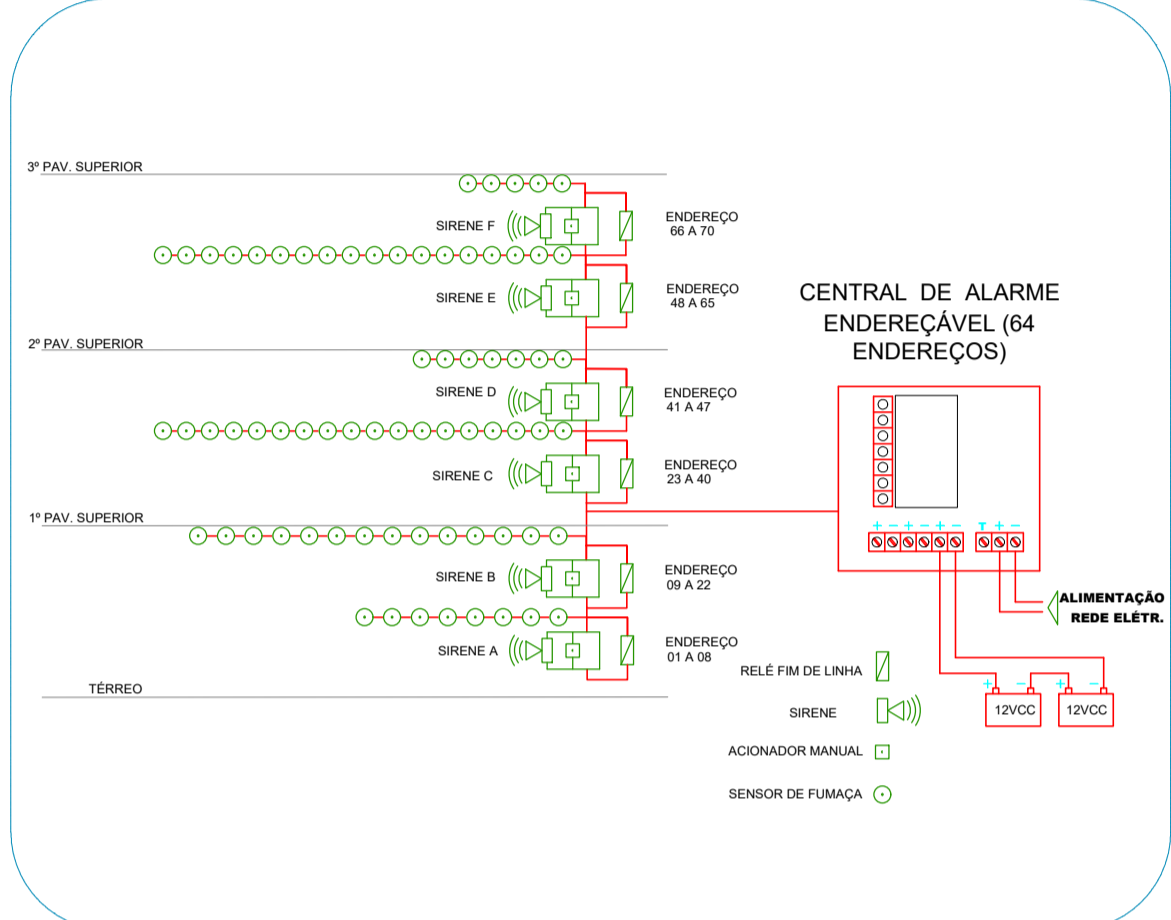 3º PAV. SUPERIOR
SIRENE F
ENDEREÇO
66 A 70
SIRENE E
ENDEREÇO
48 A 65
2º PAV. SUPERIOR
SIRENE D
ENDEREÇO
41 A 47
SIRENE C
ENDEREÇO
23 A 40
1º PAV. SUPERIOR
SIRENE B
ENDEREÇO
09 A 22
SIRENE A
ENDEREÇO
01 A 08
TÉRREO
CENTRAL DE ALARME
ENDEREÇÁVEL (64
ENDEREÇOS)
+ − + − + − T + −
ALIMENTAÇÃO
REDE ELÉTR.
+ − + −
12VCC 12VCC
RELÉ FIM DE LINHA
SIRENE
ACIONADOR MANUAL
SENSOR DE FUMAÇA